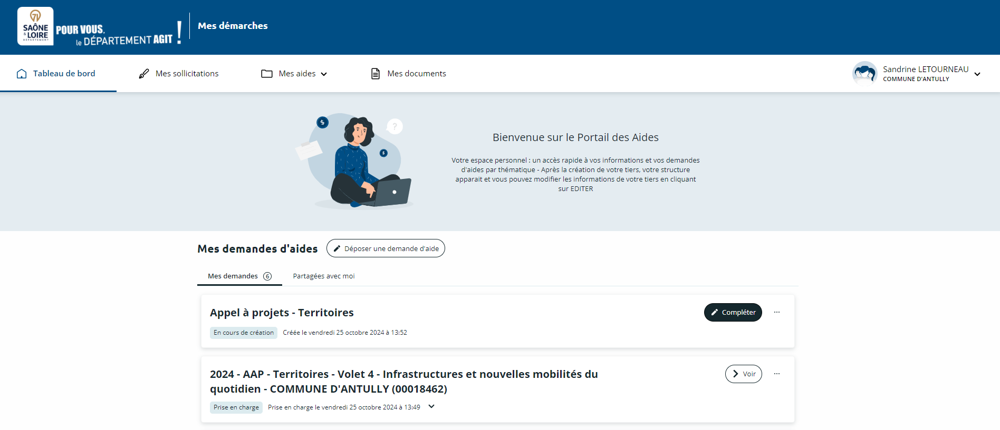 71
SAÔNE
& LOIRE
DÉPARTEMENT
POUR VOUS,
le DÉPARTEMENT AGIT !
Mes démarches
Tableau de bord
Mes sollicitations
Mes aides
Mes documents
Sandrine LETOURNEAU
COMMUNE D'ANTULLY
$
?
$
Bienvenue sur le Portail des Aides
Votre espace personnel : un accès rapide à vos informations et vos demandes
d'aides par thématique - Après la création de votre tiers, votre structure
apparait et vous pouvez modifier les informations de votre tiers en cliquant
sur EDITER
Mes demandes d'aides
Déposer une demande d'aide
Mes demandes 6
Partagées avec moi
Appel à projets - Territoires
Compléter
...
En cours de création
Créée le vendredi 25 octobre 2024 à 13:52
2024 - AAP - Territoires - Volet 4 - Infrastructures et nouvelles mobilités du
quotidien - COMMUNE D'ANTULLY (00018462)
Voir
...
Prise en charge
Prise en charge le vendredi 25 octobre 2024 à 13:49